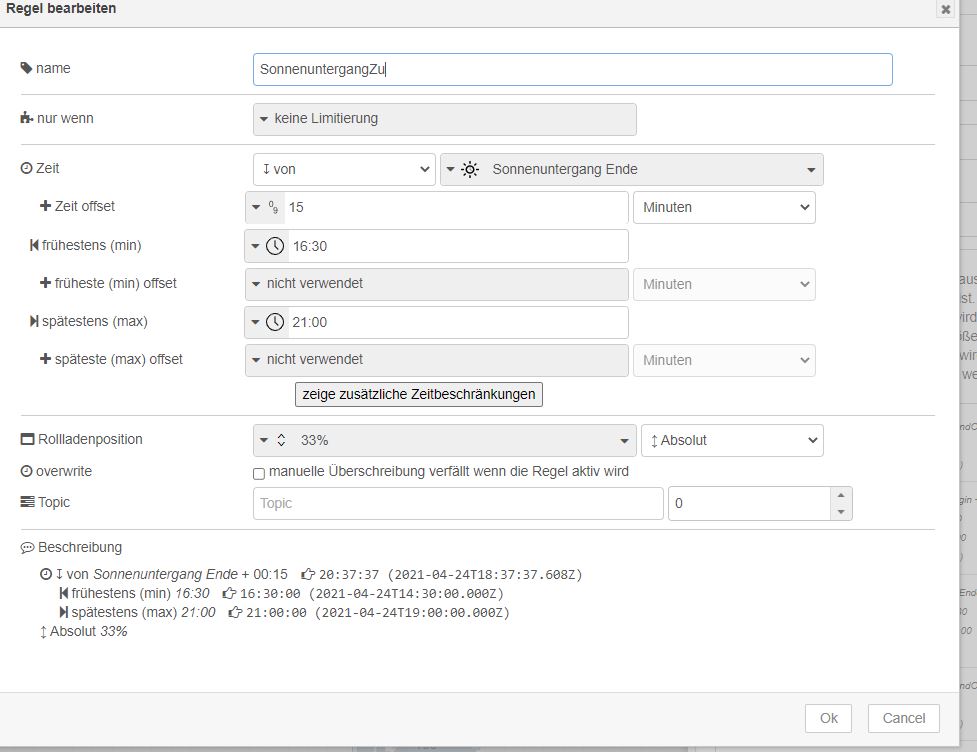 Regel bearbeiten
name SonnenuntergangZu
nur wenn keine Limitierung
Zeit von Sonnenuntergang Ende
Zeit offset 15 Minuten
frühestens (min) 16:30
früheste (min) offset nicht verwendet Minuten
spätestens (max) 21:00
späteste (max) offset nicht verwendet Minuten
zeige zusätzliche Zeitbeschränkungen
Rollladenposition 33% Absolut
overwrite manuelle Überschreibung verfällt wenn die Regel aktiv wird
Topic Topic 0
Beschreibung
von Sonnenuntergang Ende + 00:15 20:37:37 (2021-04-24T18:37:37.608Z)
frühestens (min) 16:30 16:30:00 (2021-04-24T14:30:00.000Z)
spätestens (max) 21:00 21:00:00 (2021-04-24T19:00:00.000Z)
Absolut 33%
Ok Cancel